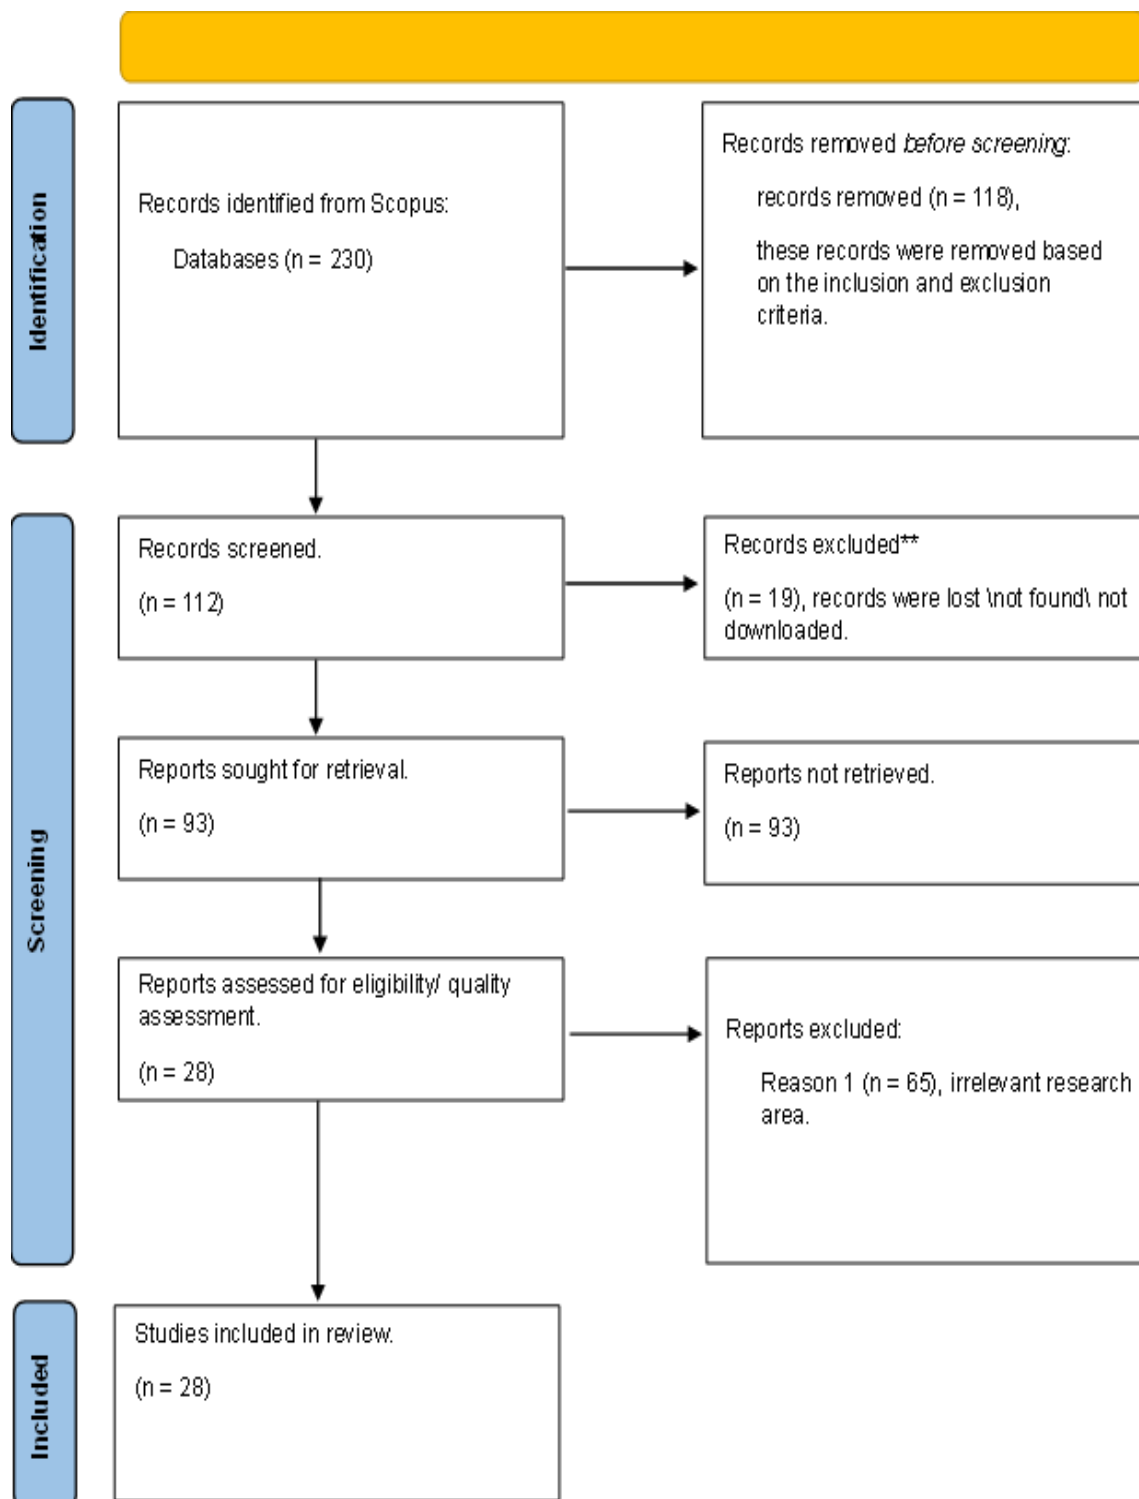 Identification
Records identified from Scopus:
Databases (n = 230)
Records removed before screening:
records removed (n = 118),
these records were removed based
on the inclusion and exclusion
criteria.
Screening
Records screened.
(n = 112)
Records excluded**
(n = 19), records were lost \not found\ not
downloaded.
Reports sought for retrieval.
(n = 93)
Reports not retrieved.
(n = 93)
Reports assessed for eligibility/ quality
assessment.
(n = 28)
Reports excluded:
Reason 1 (n = 65), irrelevant research
area.
Included
Studies included in review.
(n = 28)